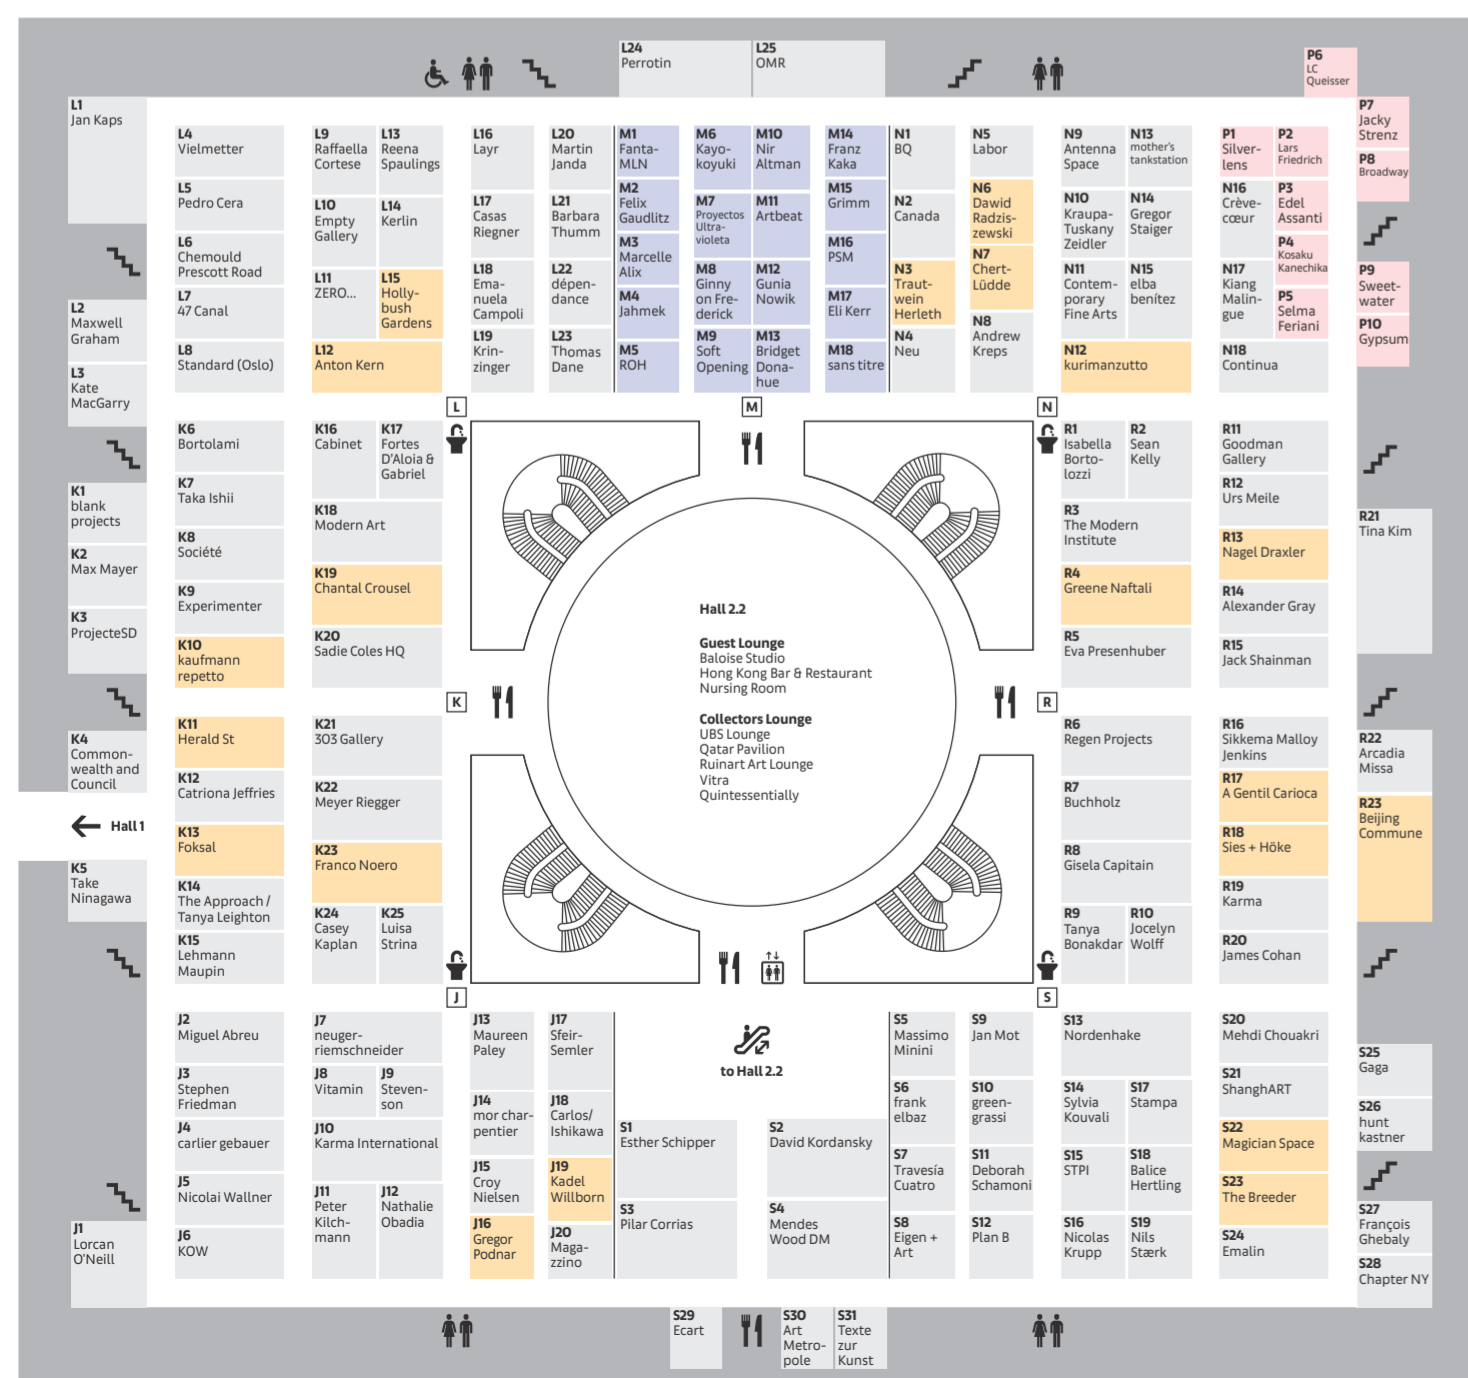 L24
Perrotin
L25
OMR
P6
LC
Queisser
L1
Jan Kaps
P7
Jacky
Strenz
P8
Broadway
L4
Vielmetter
L5
Pedro Cera
L6
Chemould
Prescott Road
L7
47 Canal
L8
Standard (Oslo)
L9
Raffaella
Cortese
L10
Empty
Gallery
L11
ZERO...
L12
Anton Kern
L13
Reena
Spaulings
L14
Kerlin
L15
Holly-
bush
Gardens
L16
Layr
L17
Casas
Riegner
L18
Ema-
nuela
Campoli
L19
Krin-
zinger
L20
Martin
Janda
L21
Barbara
Thumm
L22
dépen-
dance
L23
Thomas
Dane
M1
Fanta-
MLN
M2
Felix
Gaudlitz
M3
Marcelle
Alix
M4
Jahmek
M5
ROH
M6
Kayo-
koyuki
M7
Proyectos
Ultra-
violeta
M8
Ginny
on Fre-
derick
M9
Soft
Opening
M10
Nir
Altman
M11
Artbeat
M12
Gunia
Nowik
M13
Bridget
Dona-
hue
M14
Franz
Kaka
M15
Grimm
M16
PSM
M17
Eli Kerr
M18
sans titre
N1
BQ
N2
Canada
N3
Traut-
wein
Herleth
N4
Neu
N5
Labor
N6
Dawid
Radzis-
zewski
N7
Chert-
Lüdde
N8
Andrew
Kreps
N9
Antenna
Space
N10
Kraupa-
Tuskany
Zeidler
N11
Contem-
porary
Fine Arts
N12
kurimanzutto
N13
mother's
tankstation
N14
Gregor
Staiger
N15
elba
benítez
P1
Silver-
lens
P2
Lars
Friedrich
N16
Crève-
cœur
P3
Edel
Assanti
P4
Kosaku
Kanechika
N17
Kiang
Malin-
gue
P5
Selma
Feriani
N18
Continua
P9
Sweet-
water
P10
Gypsum
L2
Maxwell
Graham
L3
Kate
MacGarry
L
M
N
K1
blank
projects
K2
Max Mayer
K3
ProjecteSD
K4
Common-
wealth and
Council
Hall 1
K5
Take
Ninagawa
K6
Bortolami
K7
Taka Ishii
K8
Société
K9
Experimenter
K10
kaufmann
repetto
K11
Herald St
K12
Catriona Jeffries
K13
Foksal
K14
The Approach /
Tanya Leighton
K15
Lehmann
Maupin
K16
Cabinet
K17
Fortes
D'Aloia &
Gabriel
K18
Modern Art
K19
Chantal Crousel
K20
Sadie Coles HQ
K21
303 Gallery
K22
Meyer Riegger
K23
Franco Noero
K24
Casey
Kaplan
K25
Luisa
Strina
K
Hall 2.2
Guest Lounge
Baloise Studio
Hong Kong Bar & Restaurant
Nursing Room
Collectors Lounge
UBS Lounge
Qatar Pavilion
Ruinart Art Lounge
Vitra
Quintessentially
R
R1
Isabella
Borto-
lozzi
R2
Sean
Kelly
R3
The Modern
Institute
R4
Greene Naftali
R5
Eva Presenhuber
R6
Regen Projects
R7
Buchholz
R8
Gisela Capitain
R9
Tanya
Bonakdar
R10
Jocelyn
Wolff
R11
Goodman
Gallery
R12
Urs Meile
R13
Nagel Draxler
R14
Alexander Gray
R15
Jack Shainman
R16
Sikkema Malloy
Jenkins
R17
A Gentil Carioca
R18
Sies + Höke
R19
Karma
R20
James Cohan
R21
Tina Kim
R22
Arcadia
Missa
R23
Beijing
Commune
J
S
J1
Lorcan
O'Neill
J2
Miguel Abreu
J3
Stephen
Friedman
J4
carlier gebauer
J5
Nicolai Wallner
J6
KOW
J7
neuger-
riemschneider
J8
Vitamin
J9
Steven-
son
J10
Karma International
J11
Peter
Kilch-
mann
J12
Nathalie
Obadia
J13
Maureen
Paley
J14
mor char-
pentier
J15
Croy
Nielsen
J16
Gregor
Podnar
J17
Sfeir-
Semler
J18
Carlos/
Ishikawa
J19
Kadel
Willborn
J20
Maga-
zzino
to Hall 2.2
S1
Esther Schipper
S2
David Kordansky
S3
Pilar Corrias
S4
Mendes
Wood DM
S5
Massimo
Minini
S6
frank
elbaz
S7
Travesía
Cuatro
S8
Eigen +
Art
S9
Jan Mot
S10
green-
grassi
S11
Deborah
Schamoni
S12
Plan B
S13
Nordenhake
S14
Sylvia
Kouvali
S15
STPI
S16
Nicolas
Krupp
S17
Stampa
S18
Balice
Hertling
S19
Nils
Stærk
S20
Mehdi Chouakri
S21
ShanghART
S22
Magician Space
S23
The Breeder
S24
Emalin
S25
Gaga
S26
hunt
kastner
S27
François
Ghebaly
S28
Chapter NY
S29
Ecart
S30
Art
Metro-
pole
S31
Texte
zur
Kunst